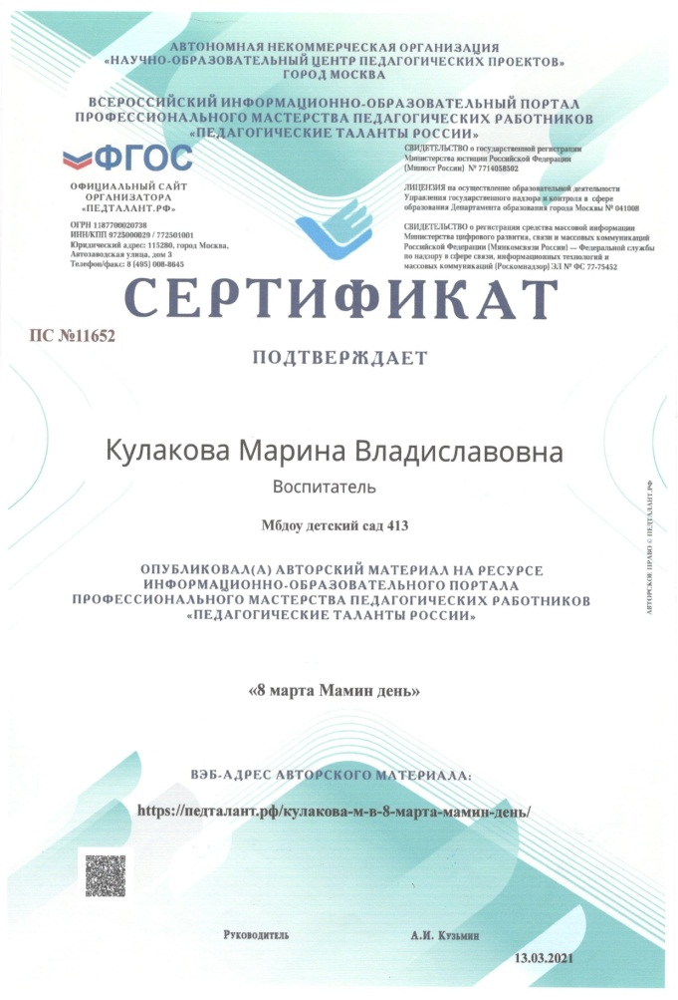 АВТОНОМНАЯ НЕКОММЕРЧЕСКАЯ ОРГАНИЗАЦИЯ
«НАУЧНО-ОБРАЗОВАТЕЛЬНЫЙ ЦЕНТР ПЕДАГОГИЧЕСКИХ ПРОЕКТОВ»
ГОРОД МОСКВА
ВСЕРОССИЙСКИЙ ИНФОРМАЦИОННО-ОБРАЗОВАТЕЛЬНЫЙ ПОРТАЛ
ПРОФЕССИОНАЛЬНОГО МАСТЕРСТВА ПЕДАГОГИЧЕСКИХ РАБОТНИКОВ
«ПЕДАГОГИЧЕСКИЕ ТАЛАНТЫ РОССИИ»
ФГОС
ОФИЦИАЛЬНЫЙ САЙТ
ОРГАНИЗАТОРА
«ПЕДТАЛАНТ.РФ»
ОГРН 1187700020738
ИНН/КПП 9725000029 / 772501001
Юридический адрес: 115280, город Москва,
Автозаводская улица, дом 3
Телефон/факс: 8 (495) 008-8645
СВИДЕТЕЛЬСТВО о государственной регистрации
Министерства юстиции Российской Федерации
(Минюст России) № 7714058502
ЛИЦЕНЗИЯ на осуществление образовательной деятельности
Управления государственного надзора и контроля в сфере
образования Департамента образования города Москвы № 041008
СВИДЕТЕЛЬСТВО о регистрации средства массовой информации
Министерства цифрового развития, связи и массовых коммуникаций
Российской Федерации (Минкомсвязи России) — Федеральной службы
по надзору в сфере связи, информационных технологий и
массовых коммуникаций (Роскомнадзор) ЭЛ № ФС 77-75452
СЕРТИФИКАТ
ПС №11652
ПОДТВЕРЖДАЕТ
Кулакова Марина Владиславовна
Воспитатель
Мбдоу детский сад 413
ОПУБЛИКОВАЛ(А) АВТОРСКИЙ МАТЕРИАЛ НА РЕСУРСЕ
ИНФОРМАЦИОННО-ОБРАЗОВАТЕЛЬНОГО ПОРТАЛА
ПРОФЕССИОНАЛЬНОГО МАСТЕРСТВА ПЕДАГОГИЧЕСКИХ РАБОТНИКОВ
«ПЕДАГОГИЧЕСКИЕ ТАЛАНТЫ РОССИИ»
АВТОРСКОЕ ПРАВО © ПЕДТАЛАНТ.РФ
«8 марта Мамин день»
ВЭБ-АДРЕС АВТОРСКОГО МАТЕРИАЛА:
https://педталант.рф/кулакова-м-в-8-марта-мамин-день/
Руководитель
А.И. Кузьмин
13.03.2021